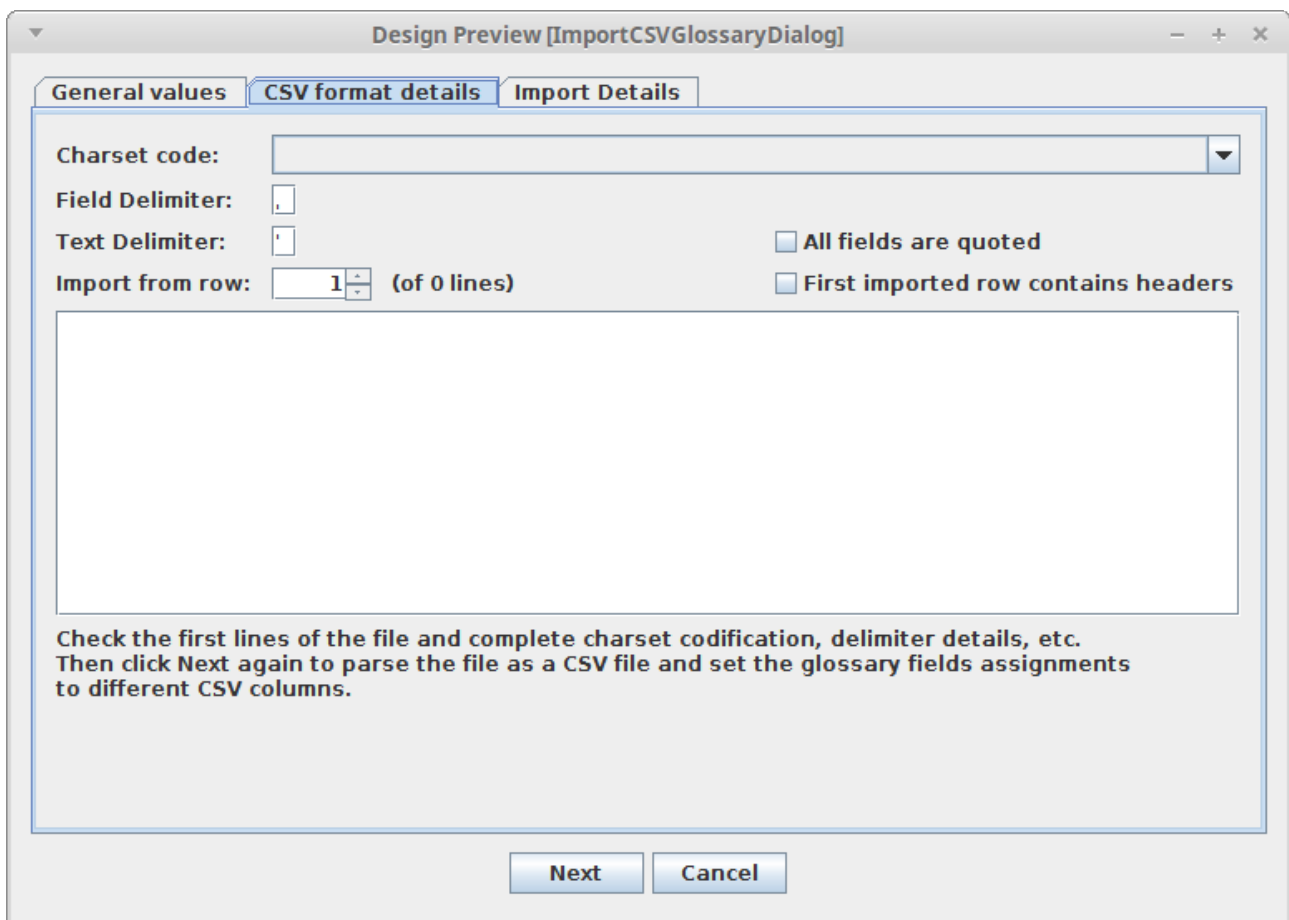 Design Preview [ImportCSVGlossaryDialog]
General values CSV format details Import Details
Charset code:
Field Delimiter: ,
Text Delimiter: ' All fields are quoted
Import from row: 1 (of 0 lines) First imported row contains headers
Check the first lines of the file and complete charset codification, delimiter details, etc.
Then click Next again to parse the file as a CSV file and set the glossary fields assignments
to different CSV columns.
Next Cancel